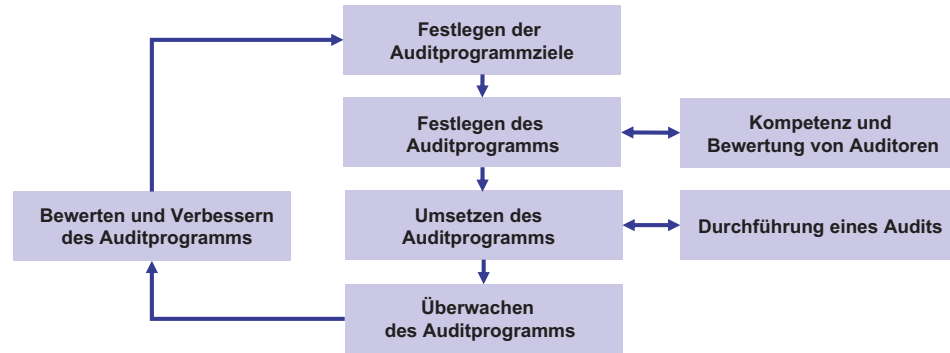 Festlegen der
Auditprogrammziele
Festlegen des
Auditprogramms
Kompetenz und
Bewertung von Auditoren
Bewerten und Verbessern
des Auditprogramms
Umsetzen des
Auditprogramms
Durchführung eines Audits
Überwachen
des Auditprogramms